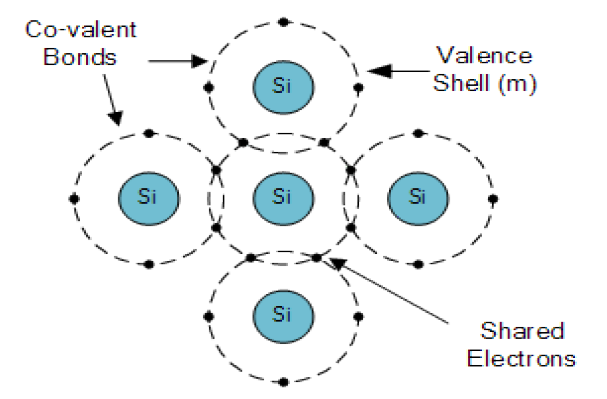 Co-valent
Bonds
Valence
Shell (m)
Si
Si
Si
Si
Si
Shared
Electrons